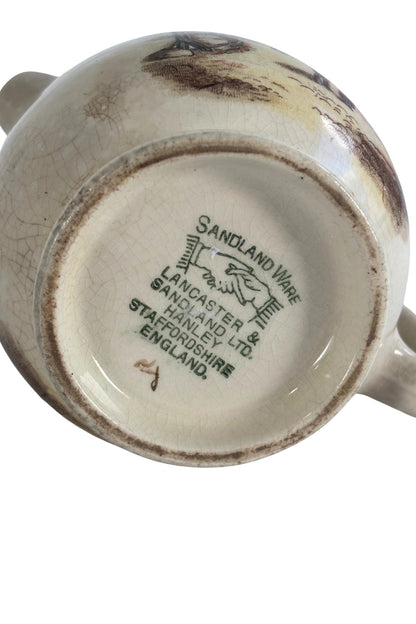 SANDLAND WARE
LANCASTER &
SANDLAND LTD.
HANLEY
STAFFORDSHIRE
ENGLAND.